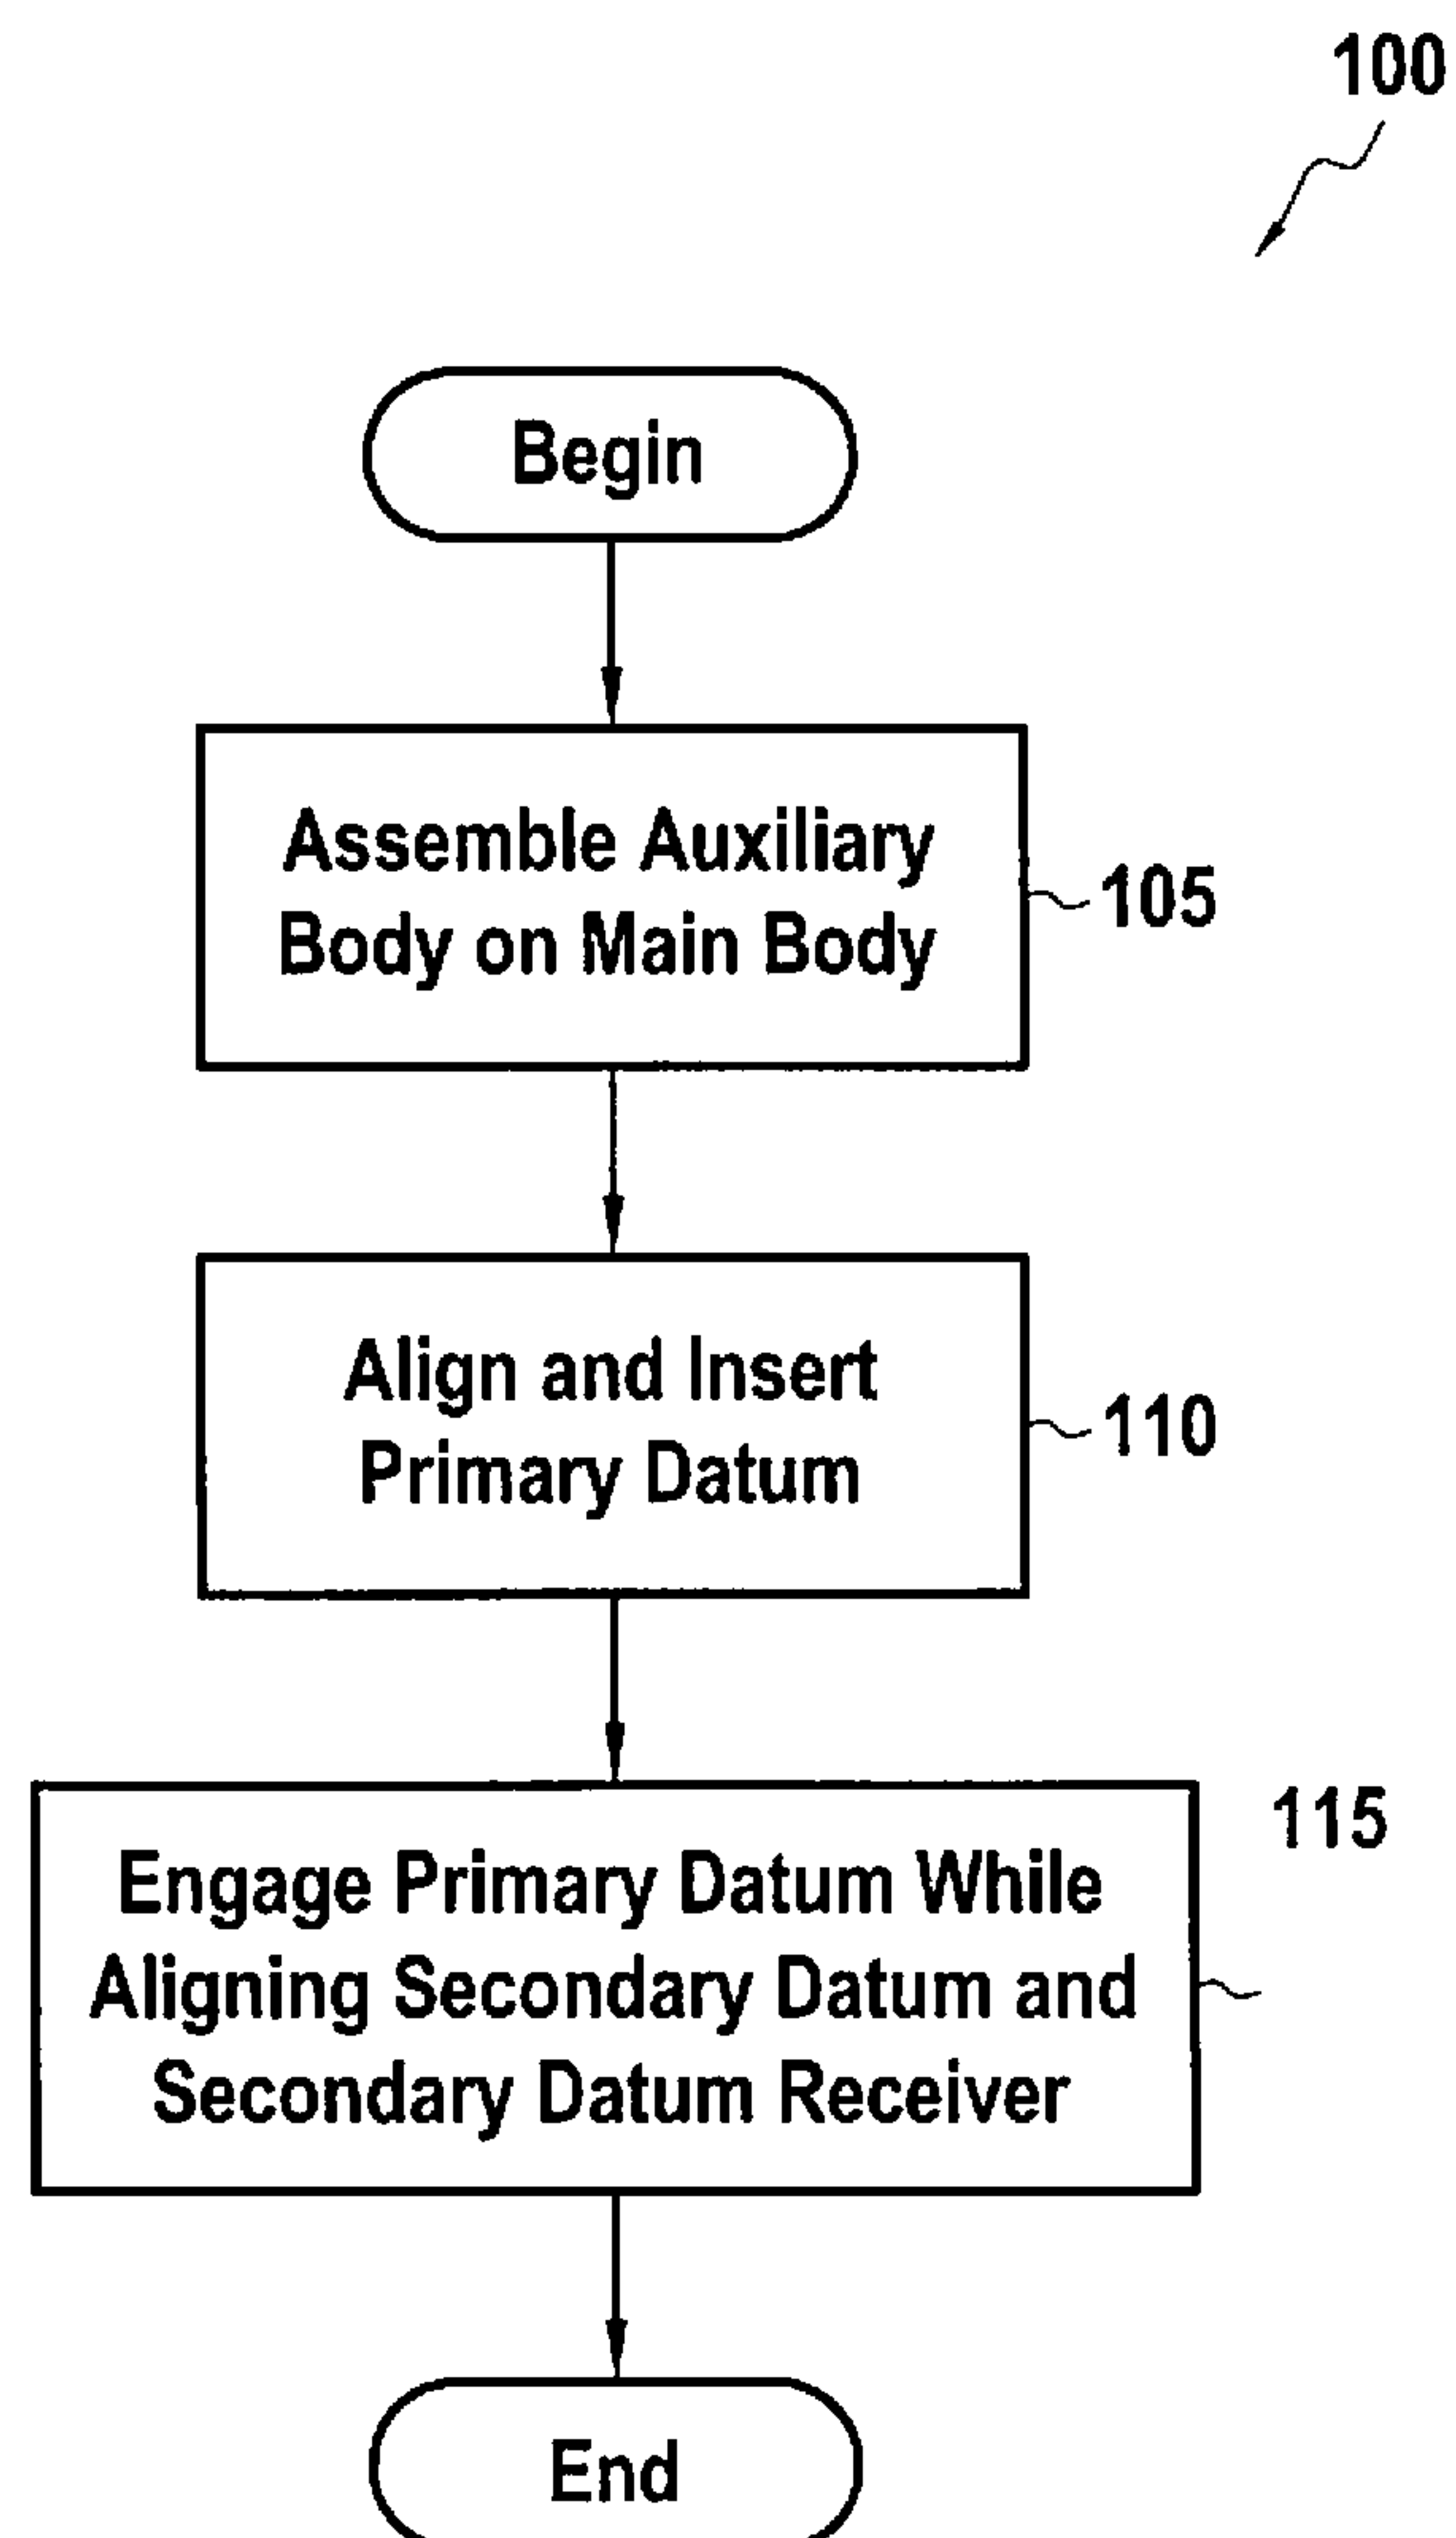 100
Begin
Assemble Auxiliary
Body on Main Body
105
Align and Insert
Primary Datum
110
115
Engage Primary Datum While
Aligning Secondary Datum and
Secondary Datum Receiver
End